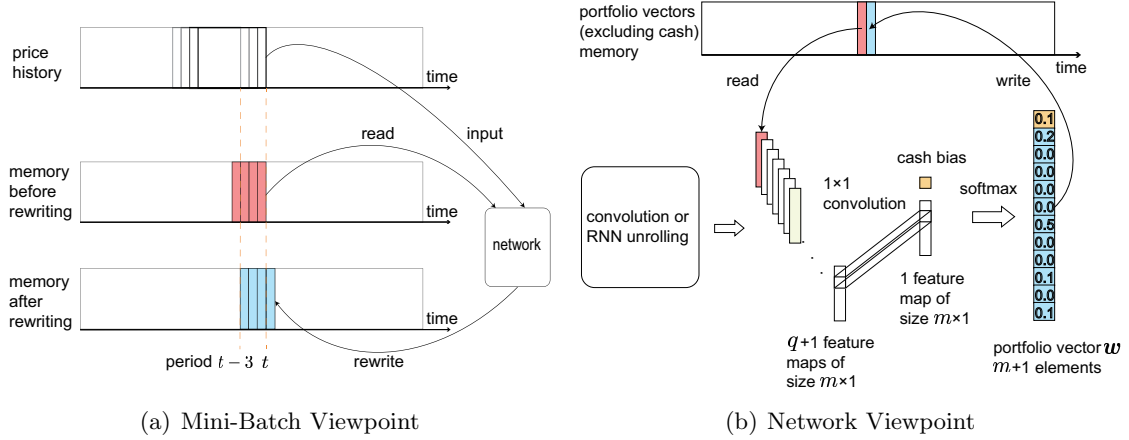 price
history
time
input
read
memory
before
rewriting
time
network
memory
after
rewriting
time
period t − 3 t
rewrite
(a) Mini-Batch Viewpoint
portfolio vectors
(excluding cash)
memory
time
read
write
convolution or
RNN unrolling
1×1
convolution
cash bias
softmax
0.1
0.2
0.0
0.0
0.0
0.0
0.5
0.0
0.0
0.1
0.0
0.1
q+1 feature
maps of
size m×1
1 feature
map of
size m×1
portfolio vector w
m+1 elements
(b) Network Viewpoint